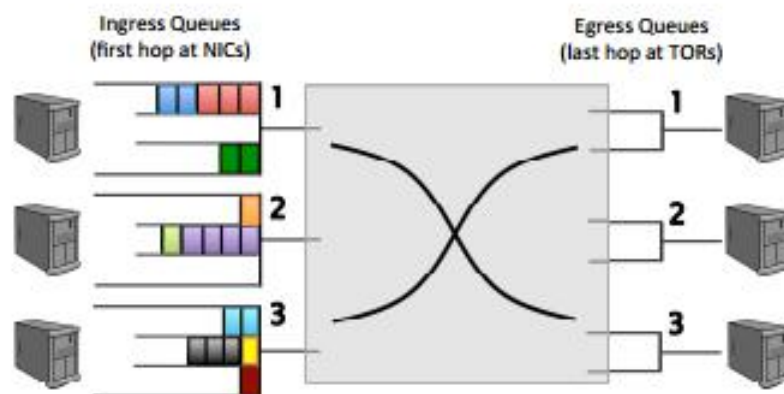 Ingress Queues
(first hop at NICs)
Egress Queues
(last hop at TORs)
1
2
3
1
2
3